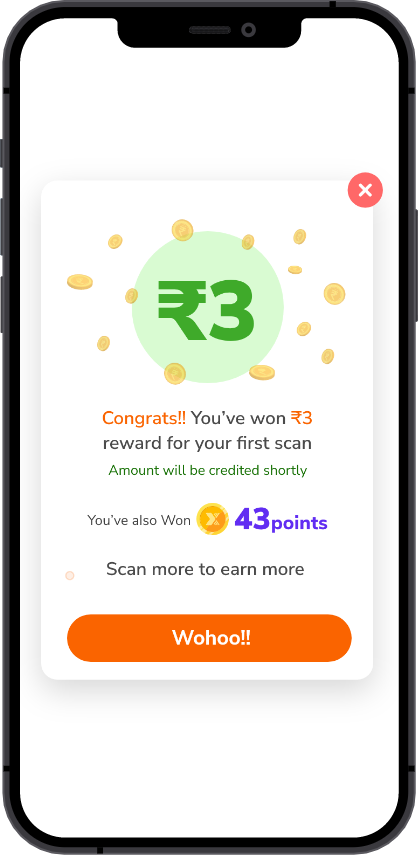 ₹3
Congrats!! You’ve won ₹3
reward for your first scan
Amount will be credited shortly
You’ve also Won 43points
Scan more to earn more
Wohoo!!